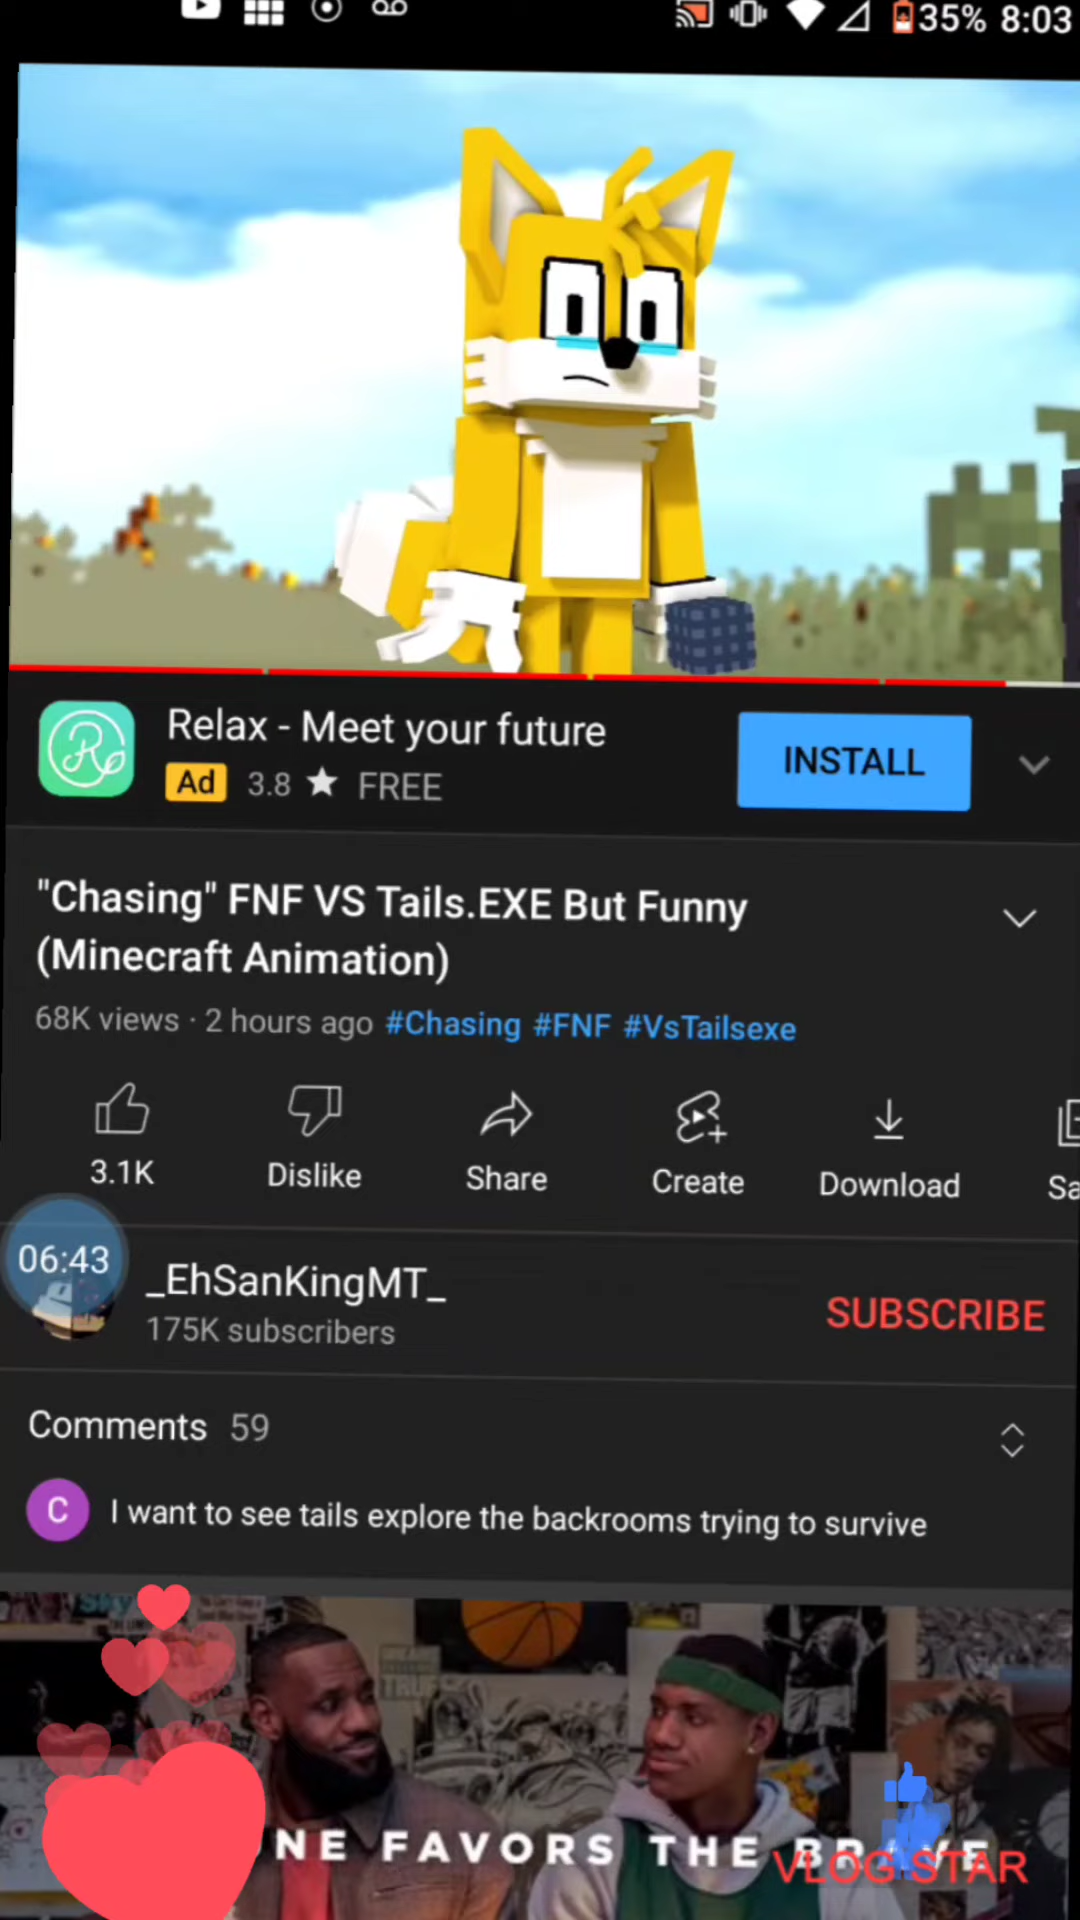 35% 8:03
Relax - Meet your future
Ad 3.8 ★ FREE
INSTALL
"Chasing" FNF VS Tails.EXE But Funny
(Minecraft Animation)
68K views · 2 hours ago #Chasing #FNF #VsTailsexe
3.1K Dislike Share Create Download Sa
06:43
_EhSanKingMT_
175K subscribers
SUBSCRIBE
Comments 59
C I want to see tails explore the backrooms trying to survive
NE FAVORS THE BRAVE
VLOG STAR